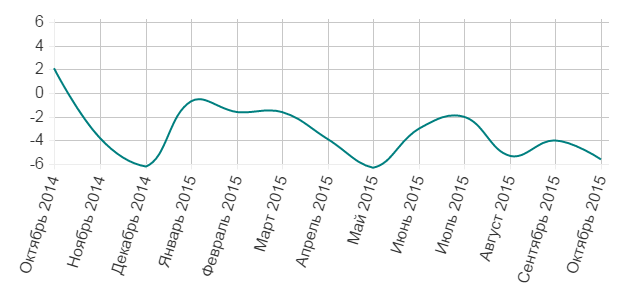 6
4
2
0
-2
-4
-6
Октябрь 2014
Ноябрь 2014
Декабрь 2014
Январь 2015
Февраль 2015
Март 2015
Апрель 2015
Май 2015
Июнь 2015
Июль 2015
Август 2015
Сентябрь 2015
Октябрь 2015